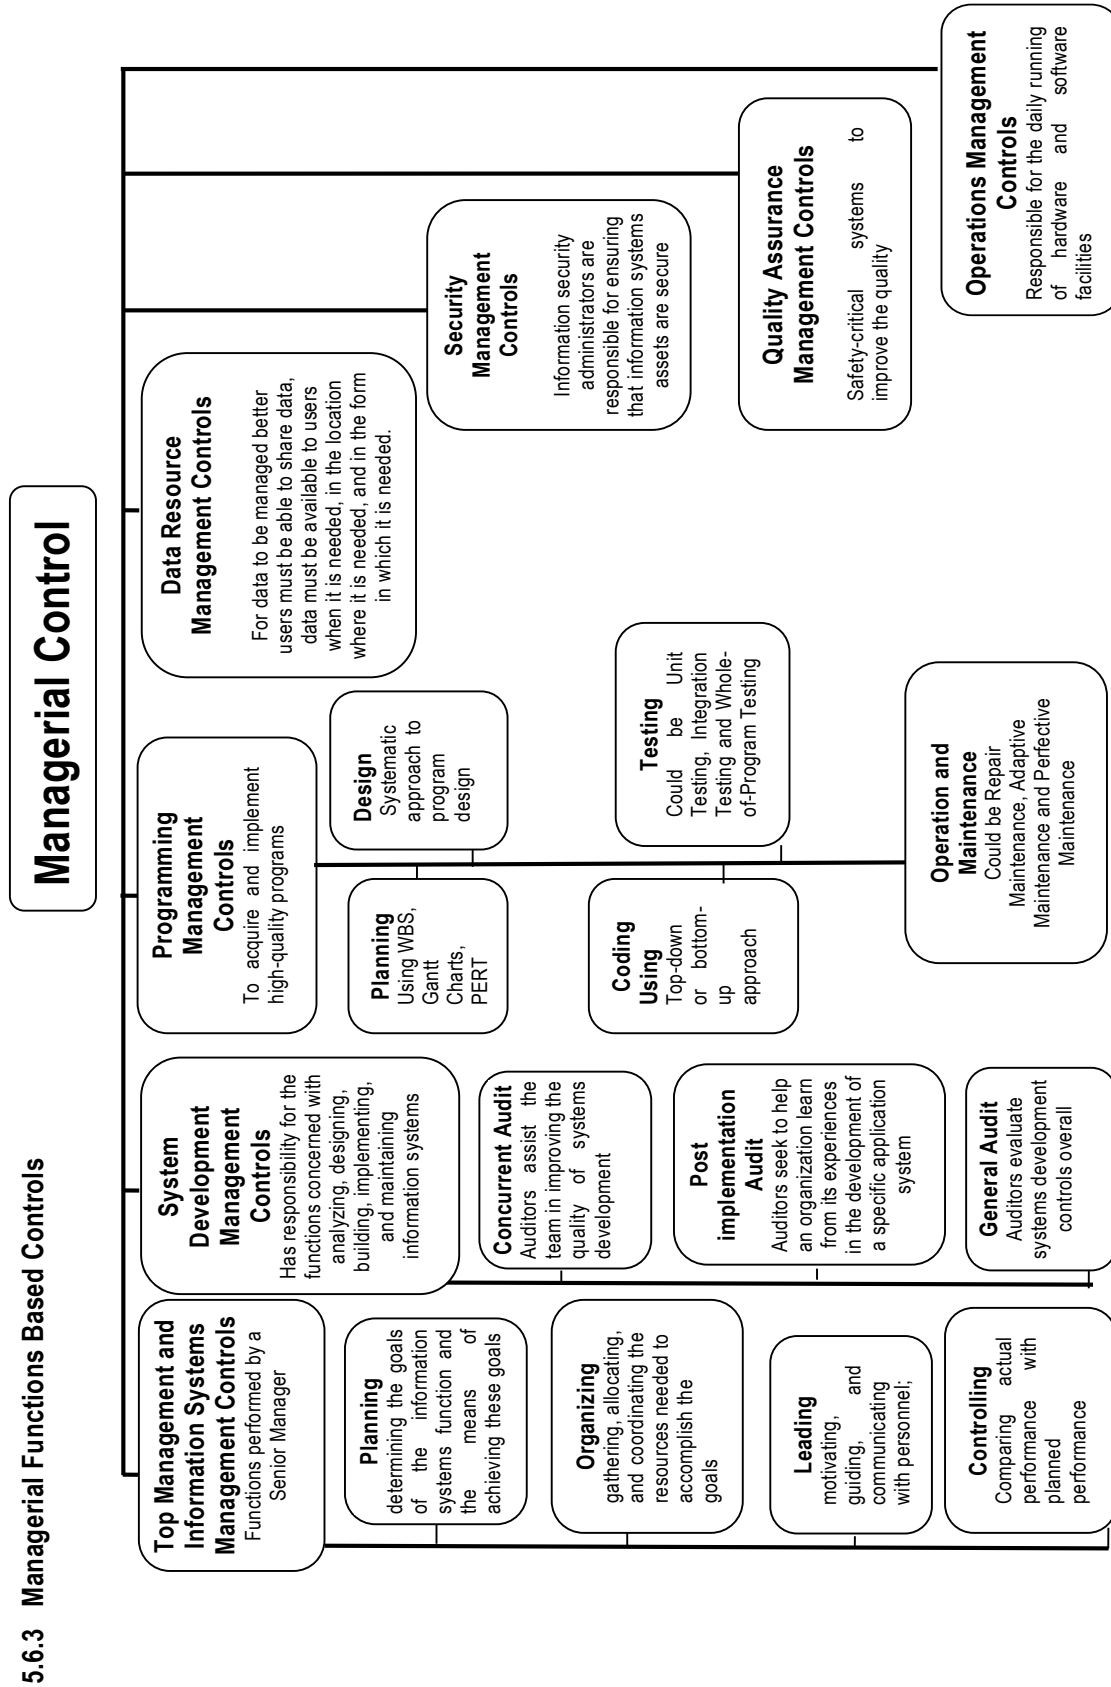 5.6.3 Managerial Functions Based Controls
Managerial Control
Top Management and
Information Systems
Management Controls
Functions performed by a
Senior Manager
Planning
determining the goals
of the information
systems function and
the means of
achieving these goals
Organizing
gathering, allocating,
and coordinating the
resources needed to
accomplish the
goals
Leading
motivating,
guiding, and
communicating
with personnel;
Controlling
Comparing actual
performance with
planned
performance
System
Development
Management
Controls
Has responsibility for the
functions concerned with
analyzing, designing,
building, implementing,
and maintaining
information systems
Concurrent Audit
Auditors assist the
team in improving the
quality of systems
development
Post
implementation
Audit
Auditors seek to help
an organization learn
from its experiences
in the development of
a specific application
system
General Audit
Auditors evaluate
systems development
controls overall
Programming
Management
Controls
To acquire and implement
high-quality programs
Planning
Using WBS,
Gantt
Charts,
PERT
Design
Systematic
approach to
program
design
Coding
Using
Top-down
or bottom-
up
approach
Testing
Could be Unit
Testing, Integration
Testing and Whole-
of-Program Testing
Operation and
Maintenance
Could be Repair
Maintenance, Adaptive
Maintenance and Perfective
Maintenance
Data Resource
Management Controls
For data to be managed better
users must be able to share data,
data must be available to users
when it is needed, in the location
where it is needed, and in the form
in which it is needed.
Security
Management
Controls
Information security
administrators are
responsible for ensuring
that information systems
assets are secure
Quality Assurance
Management Controls
Safety-critical systems to
improve the quality
Operations Management
Controls
Responsible for the daily running
of hardware and software
facilities